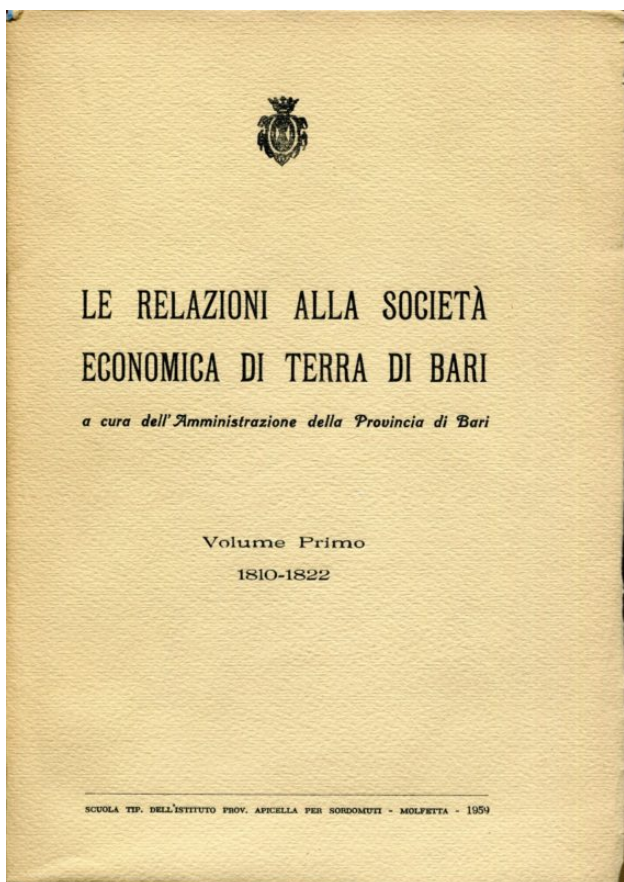 LE RELAZIONI ALLA SOCIETÀ
ECONOMICA DI TERRA DI BARI
a cura dell'Amministrazione della Provincia di Bari
Volume Primo
1810-1822
SCUOLA TIP. DELL'ISTITUTO PROV. APICELLA PER SORDOMUTI - MOLFETTA - 1959